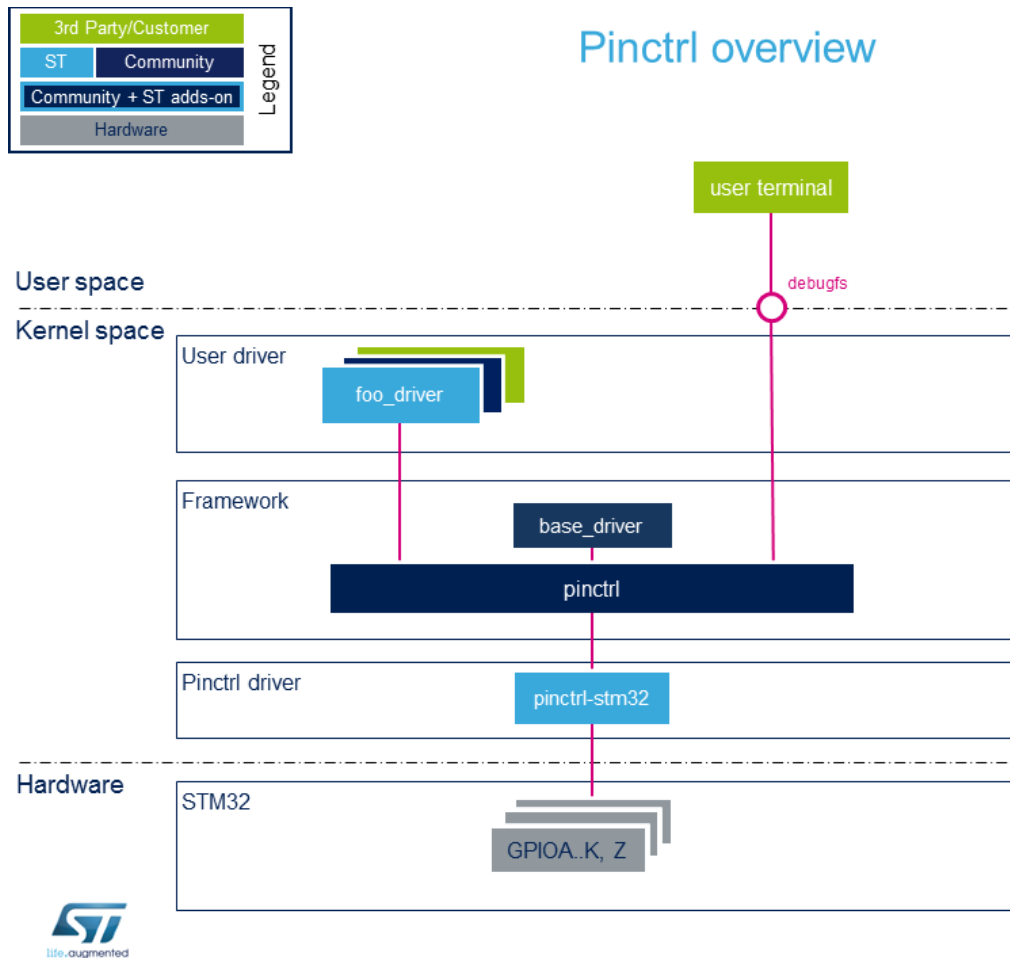 3rd Party/Customer
ST
Community
Community + ST adds-on
Hardware
Legend
Pinctrl overview
user terminal
debugfs
User space
Kernel space
User driver
foo_driver
Framework
base_driver
pinctrl
Pinctrl driver
pinctrl-stm32
Hardware
STM32
GPIOA..K, Z
ST
life.augmented